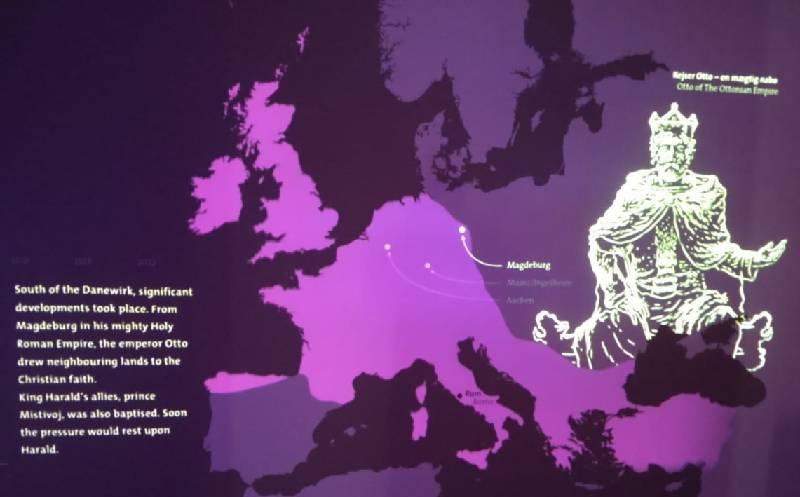 Kejser Otto – en mægtig nabo
Otto of The Ottonian Empire
Magdeburg
Mainz/Ingelheim
Aachen
Rom
Rome
South of the Danewirk, significant
developments took place. From
Magdeburg in his mighty Holy
Roman Empire, the emperor Otto
drew neighbouring lands to the
Christian faith.
King Harald's allies, prince
Mistivoj, was also baptised. Soon
the pressure would rest upon
Harald.